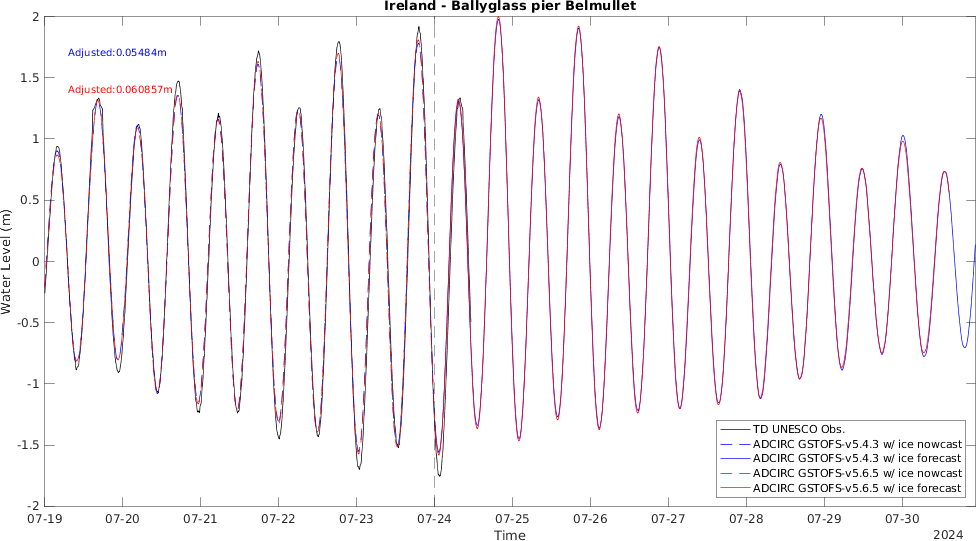 Ireland - Ballyglass pier Belmullet
Adjusted:0.05484m
Adjusted:0.060857m
Water Level (m)
2
1.5
1
0.5
0
-0.5
-1
-1.5
-2
07-19
07-20
07-21
07-22
07-23
07-24
07-25
07-26
07-27
07-28
07-29
07-30
Time
2024
TD UNESCO Obs.
ADCIRC GSTOFS-v5.4.3 w/ ice nowcast
ADCIRC GSTOFS-v5.4.3 w/ ice forecast
ADCIRC GSTOFS-v5.6.5 w/ ice nowcast
ADCIRC GSTOFS-v5.6.5 w/ ice forecast